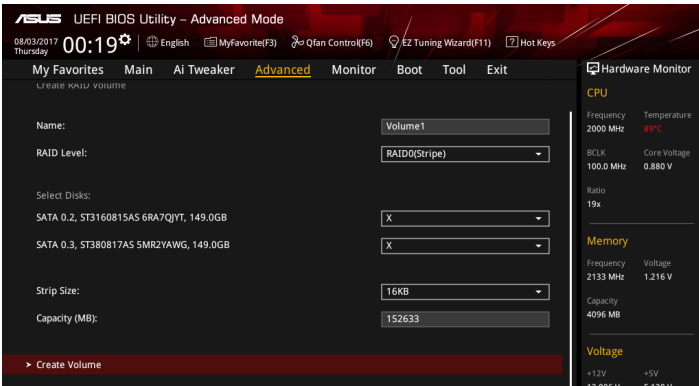 ASUS UEFI BIOS Utility – Advanced Mode
08/03/2017 Thursday 00:19 English MyFavorite(F3) Qfan Control(F6) EZ Tuning Wizard(F11) ? Hot Keys
My Favorites Main Ai Tweaker Advanced Monitor Boot Tool Exit
Create RAID Volume
Name: Volume1
RAID Level: RAID0(Stripe)
Select Disks:
SATA 0.2, ST3160815AS 6RA7QJYT, 149.0GB X
SATA 0.3, ST380817AS 5MR2YAWG, 149.0GB X
Strip Size: 16KB
Capacity (MB): 152633
> Create Volume
Hardware Monitor
CPU
Frequency Temperature
2000 MHz 89°C
BCLK Core Voltage
100.0 MHz 0.880 V
Ratio
19x
Memory
Frequency Voltage
2133 MHz 1.216 V
Capacity
4096 MB
Voltage
+12V +5V